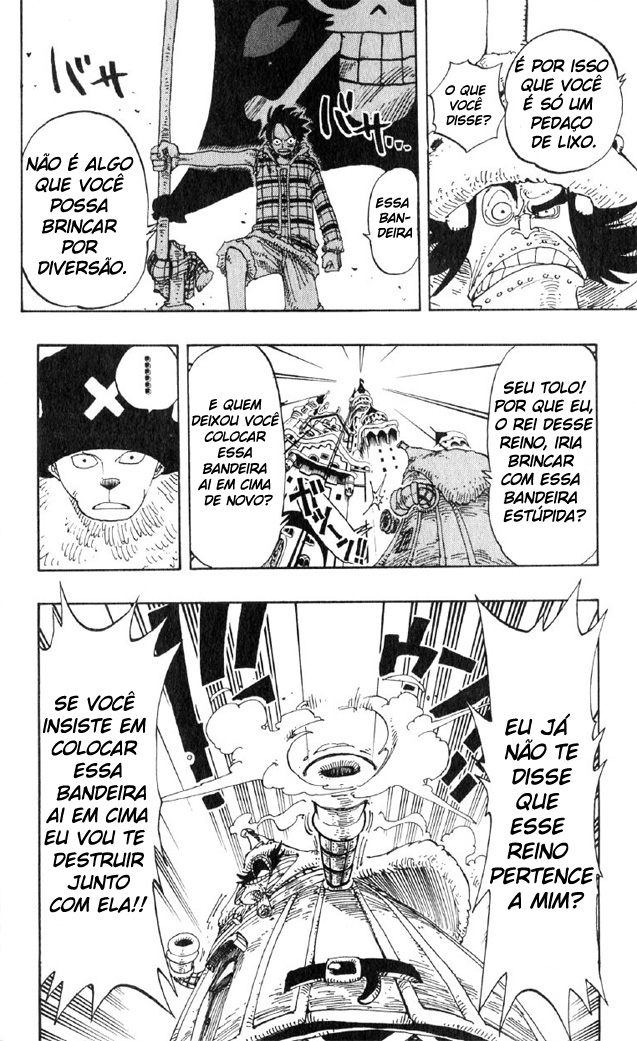 É POR ISSO
QUE VOCÊ
É SÓ UM
PEDAÇO
DE LIXO.
O QUE
VOCÊ
DISSE?
ESSA
BAN-
DEIRA
バサ
バサ...
NÃO É ALGO
QUE VOCÊ
POSSA
BRINCAR
POR
DIVERSÃO.
SEU TOLO!
POR QUE EU,
O REI DESSE
REINO, IRIA
BRINCAR
COM ESSA
BANDEIRA
ESTÚPIDA?
E QUEM
DEIXOU VOCÊ
COLOCAR
ESSA
BANDEIRA
AI EM CIMA
DE NOVO?
EU JÁ
NÃO TE
DISSE
QUE
ESSE
REINO
PERTENCE
A MIM?
SE VOCÊ
INSISTE EM
COLOCAR
ESSA
BANDEIRA
AI EM CIMA
EU VOU TE
DESTRUIR
JUNTO
COM ELA!!